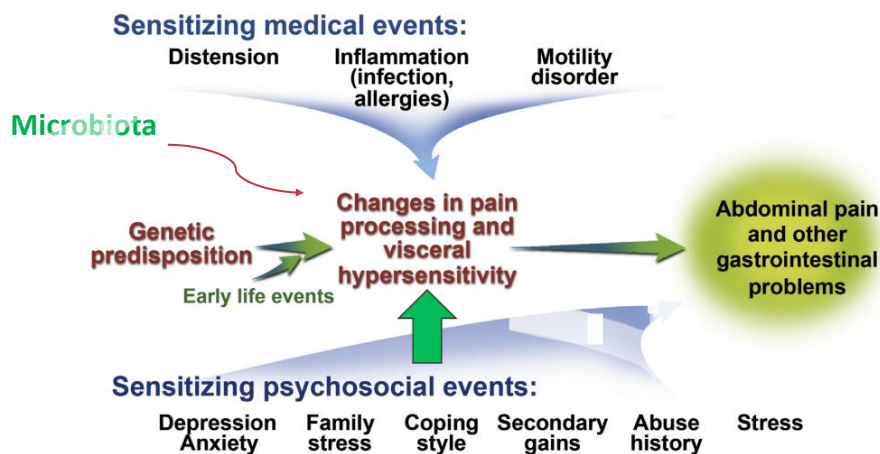 Sensitizing medical events:
Distension
Inflammation
(infection,
allergies)
Motility
disorder
Microbiota
Genetic
predisposition
Early life events
Changes in pain
processing and
visceral
hypersensitivity
Abdominal pain
and other
gastrointestinal
problems
Sensitizing psychosocial events:
Depression
Anxiety
Family
stress
Coping
style
Secondary
gains
Abuse
history
Stress